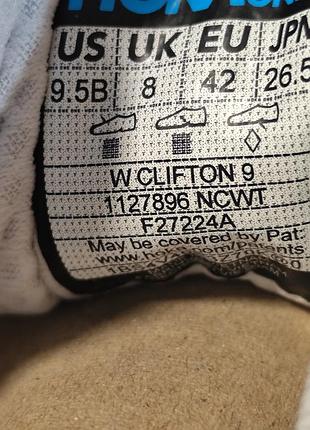 US UK EU JPN
9.5B 8 42 26.5
W CLIFTON 9
1127896 NCWT
F27224A
May be covered by Pat: